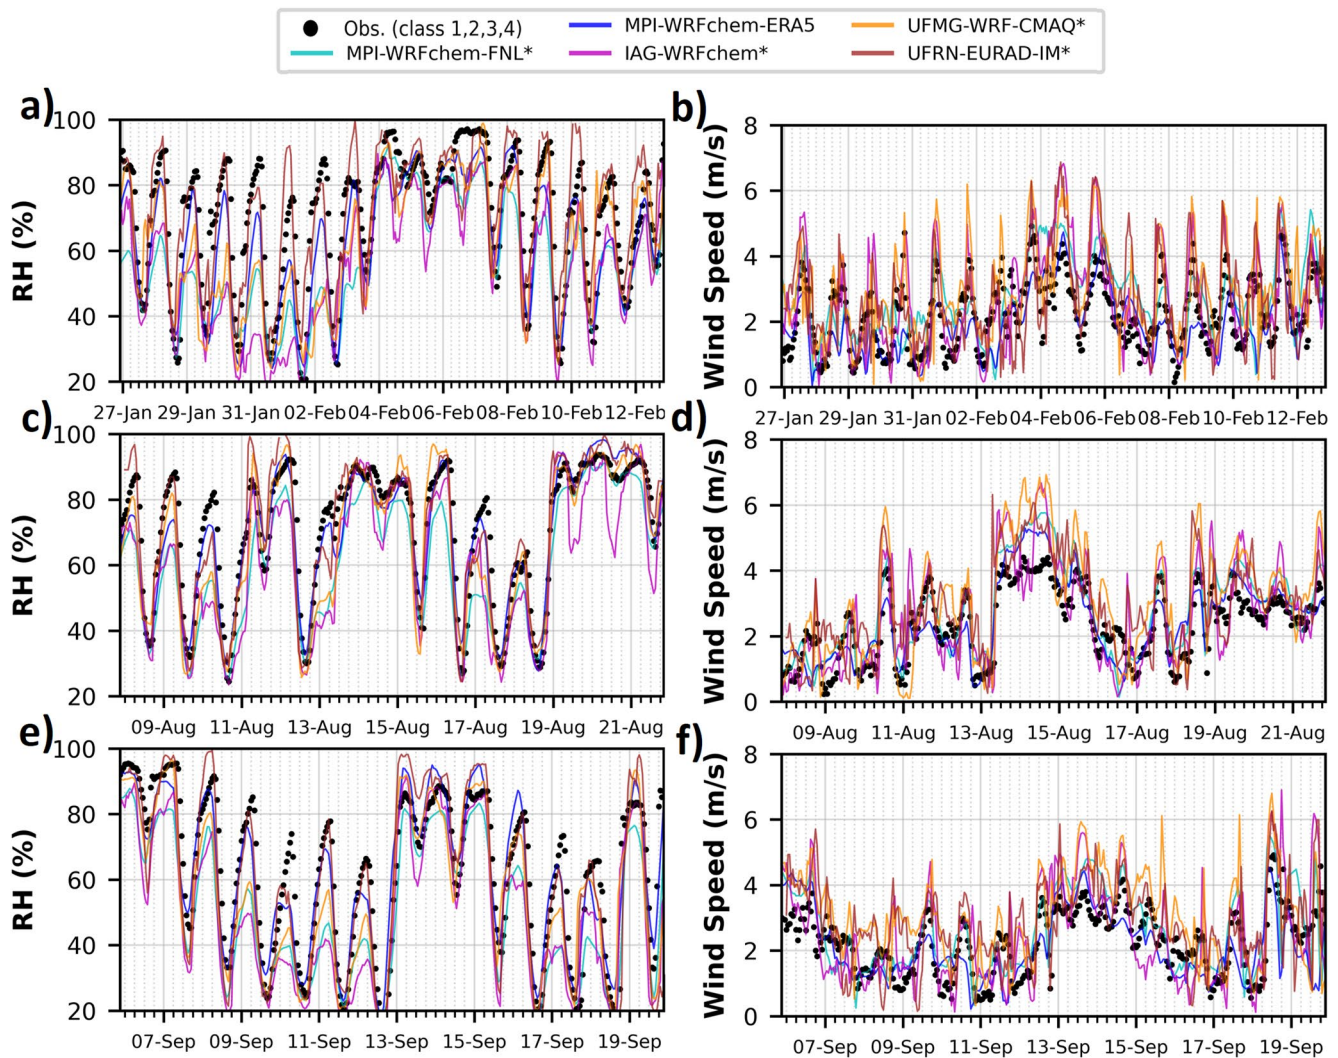 Obs. (class 1,2,3,4) MPI-WRFchem-ERA5 UFMG-WRF-CMAQ*
MPI-WRFchem-FNL* IAG-WRFchem* UFRN-EURAD-IM*
a) b)
RH (%)
100
80
60
40
20
27-Jan 29-Jan 31-Jan 02-Feb 04-Feb 06-Feb 08-Feb 10-Feb 12-Feb
Wind Speed (m/s)
8
6
4
2
0
27-Jan 29-Jan 31-Jan 02-Feb 04-Feb 06-Feb 08-Feb 10-Feb 12-Feb
c) d)
RH (%)
100
80
60
40
20
09-Aug 11-Aug 13-Aug 15-Aug 17-Aug 19-Aug 21-Aug
Wind Speed (m/s)
8
6
4
2
0
09-Aug 11-Aug 13-Aug 15-Aug 17-Aug 19-Aug 21-Aug
e) f)
RH (%)
100
80
60
40
20
07-Sep 09-Sep 11-Sep 13-Sep 15-Sep 17-Sep 19-Sep
Wind Speed (m/s)
8
6
4
2
0
07-Sep 09-Sep 11-Sep 13-Sep 15-Sep 17-Sep 19-Sep